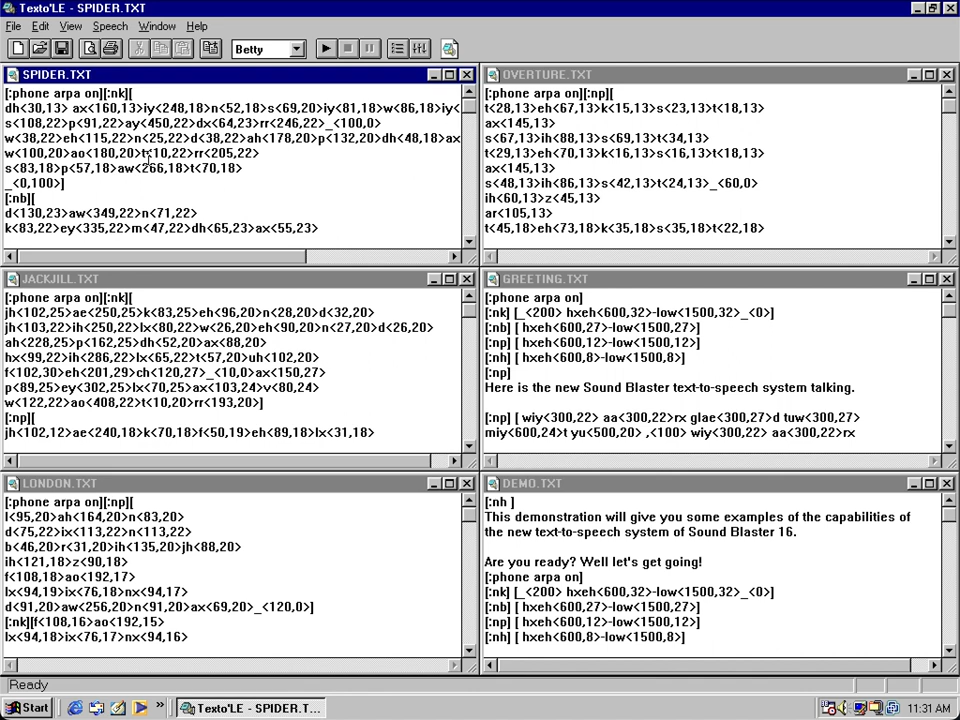 Texto'LE - SPIDER.TXT
File Edit View Speech Window Help
Betty
SPIDER.TXT
[:phone arpa on][:nk][
dh<30,13> ax<160,13>iy<248,18>n<52,18>s<69,20>iy<81,18>w<86,18>iy<
s<108,22>p<91,22>ay<450,22>dx<64,23>rr<246,22>_<100,0>
w<38,22>eh<115,22>n<25,22>d<38,22>ah<178,20>p<132,20>dh<48,18>ax
w<100,20>ao<180,20>t<10,22>rr<205,22>
s<83,18>p<57,18>aw<266,18>t<70,18>
_<0,100>]
[:nb][
d<130,23>aw<349,22>n<71,22>
k<83,22>ey<335,22>m<47,22>dh<65,23>ax<55,23>
OVERTURE.TXT
[:phone arpa on][:np][
t<28,13>eh<67,13>k<15,13>s<23,13>t<18,13>
ax<145,13>
s<67,13>ih<88,13>s<69,13>t<34,13>
t<29,13>eh<70,13>k<16,13>s<16,13>t<18,13>
ax<145,13>
s<48,13>ih<86,13>s<42,13>t<24,13>_<60,0>
ih<60,13>z<45,13>
ar<105,13>
t<45,18>eh<73,18>k<35,18>s<35,18>t<22,18>
JACKJILL.TXT
[:phone arpa on][:nk][
jh<102,25>ae<250,25>k<83,25>eh<96,20>n<28,20>d<32,20>
jh<103,22>ih<250,22>lx<80,22>w<26,20>eh<90,20>n<27,20>d<26,20>
ah<228,25>p<162,25>dh<52,20>ax<88,20>
hx<99,22>ih<286,22>lx<65,22>t<57,20>uh<102,20>
f<102,30>eh<201,29>ch<120,27>_<10,0>ax<150,27>
p<89,25>ey<302,25>lx<70,25>ax<103,24>v<80,24>
w<122,22>ao<408,22>t<10,20>rr<193,20>]
[:np][
jh<102,12>ae<240,18>k<70,18>f<50,19>eh<89,18>lx<31,18>
GREETING.TXT
[:phone arpa on]
[:nk] [_<200> hxeh<600,32>-low<1500,32>_<0>]
[:nb] [ hxeh<600,27>-low<1500,27>]
[:np] [ hxeh<600,12>-low<1500,12>]
[:nh] [ hxeh<600,8>-low<1500,8>]
[:np]
Here is the new Sound Blaster text-to-speech system talking.
[:np] [ wiy<300,22> aa<300,22>rx glae<300,27>d tuw<300,27>
miy<600,24>t yu<500,20> ,<100> wiy<300,22> aa<300,22>rx
LONDON.TXT
[:phone arpa on][:np][
l<95,20>ah<164,20>n<83,20>
d<75,22>ix<113,22>n<113,22>
b<46,20>r<31,20>ih<135,20>jh<88,20>
ih<121,18>z<90,18>
f<108,18>ao<192,17>
lx<94,19>ix<76,18>nx<94,17>
d<91,20>aw<256,20>n<91,20>ax<69,20>_<120,0>]
[:nk][f<108,16>ao<192,15>
lx<94,18>ix<76,17>nx<94,16>
DEMO.TXT
[:nh ]
This demonstration will give you some examples of the capabilities of
the new text-to-speech system of Sound Blaster 16.
Are you ready? Well let's get going!
[:phone arpa on]
[:nk] [_<200> hxeh<600,32>-low<1500,32>_<0>]
[:nb] [ hxeh<600,27>-low<1500,27>]
[:np] [ hxeh<600,12>-low<1500,12>]
[:nh] [ hxeh<600,8>-low<1500,8>]
Ready
Start
Texto'LE - SPIDER.T...
11:31 AM